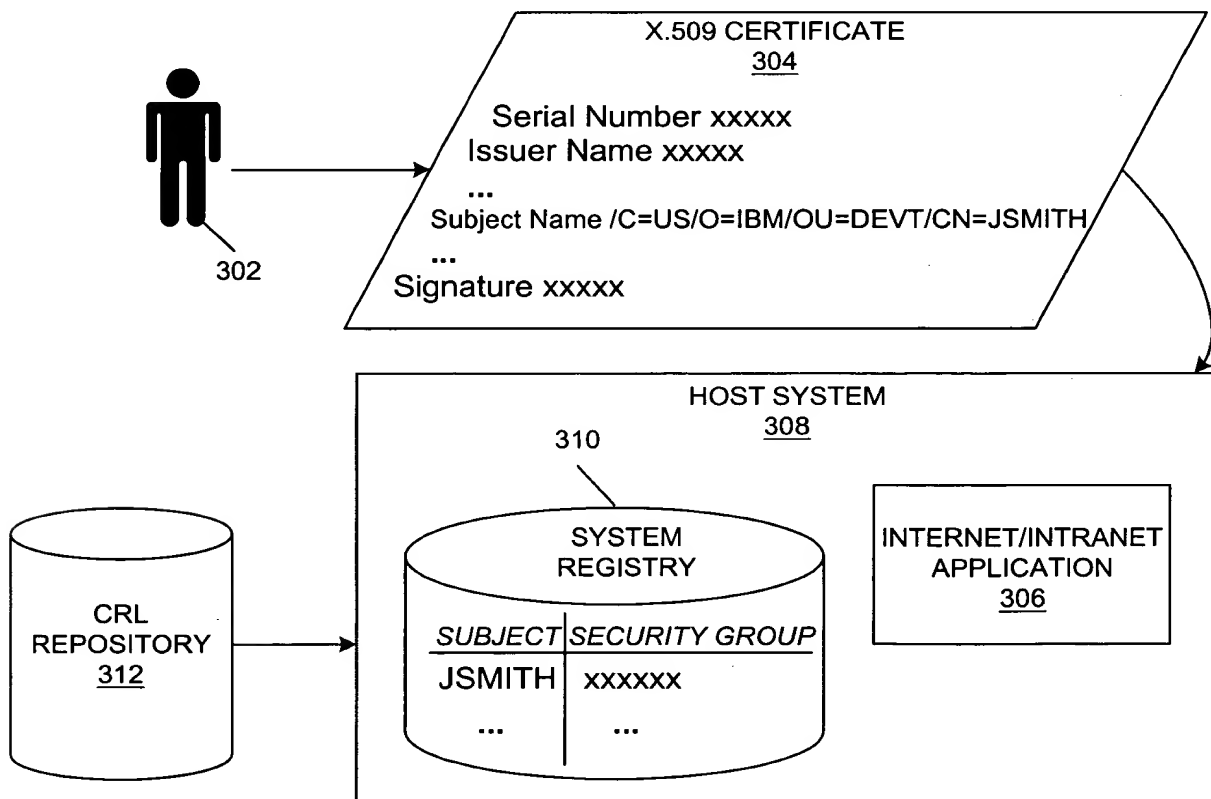 X.509 CERTIFICATE
304
Serial Number xxxxx
Issuer Name xxxxx
...
Subject Name /C=US/O=IBM/OU=DEVT/CN=JSMITH
...
Signature xxxxx
302
HOST SYSTEM
308
310
SYSTEM
REGISTRY
SUBJECT SECURITY GROUP
JSMITH xxxxxx
... ...
INTERNET/INTRANET
APPLICATION
306
CRL
REPOSITORY
312